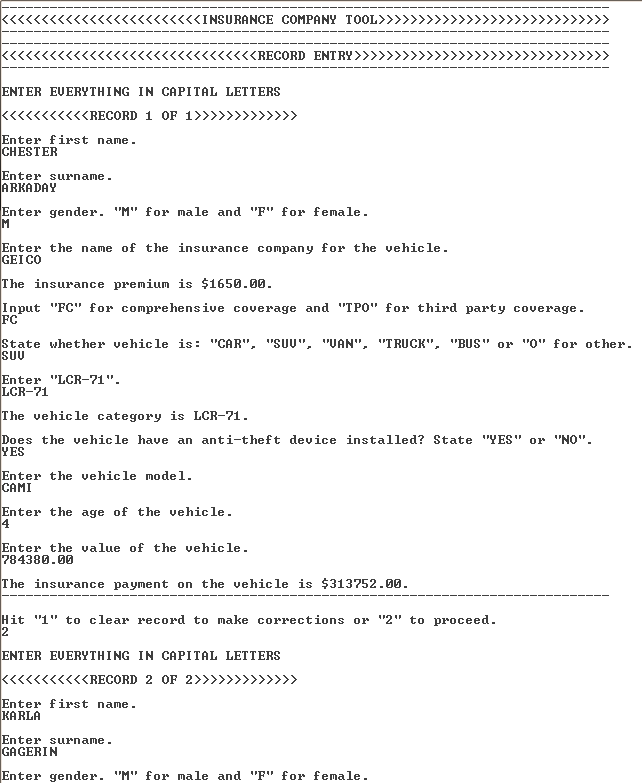 <<<<<<<<<<<<<<<<<<<<<<<<<INSURANCE COMPANY TOOL>>>>>>>>>>>>>>>>>>>>>>>>>>>>>
<<<<<<<<<<<<<<<<<<<<<<<<<<<<<<<<RECORD ENTRY>>>>>>>>>>>>>>>>>>>>>>>>>>>>>>>>
ENTER EVERYTHING IN CAPITAL LETTERS
<<<<<<<<<<<RECORD 1 OF 1>>>>>>>>>>>>>
Enter first name.
CHESTER
Enter surname.
ARKADAY
Enter gender. "M" for male and "F" for female.
M
Enter the name of the insurance company for the vehicle.
GEICO
The insurance premium is $1650.00.
Input "FC" for comprehensive coverage and "TPO" for third party coverage.
FC
State whether vehicle is: "CAR", "SUV", "VAN", "TRUCK", "BUS" or "O" for other.
SUV
Enter "LCR-71".
LCR-71
The vehicle category is LCR-71.
Does the vehicle have an anti-theft device installed? State "YES" or "NO".
YES
Enter the vehicle model.
CAMI
Enter the age of the vehicle.
4
Enter the value of the vehicle.
784380.00
The insurance payment on the vehicle is $313752.00.
Hit "1" to clear record to make corrections or "2" to proceed.
2
ENTER EVERYTHING IN CAPITAL LETTERS
<<<<<<<<<<<RECORD 2 OF 2>>>>>>>>>>>>>
Enter first name.
KARLA
Enter surname.
GAGERIN
Enter gender. "M" for male and "F" for female.